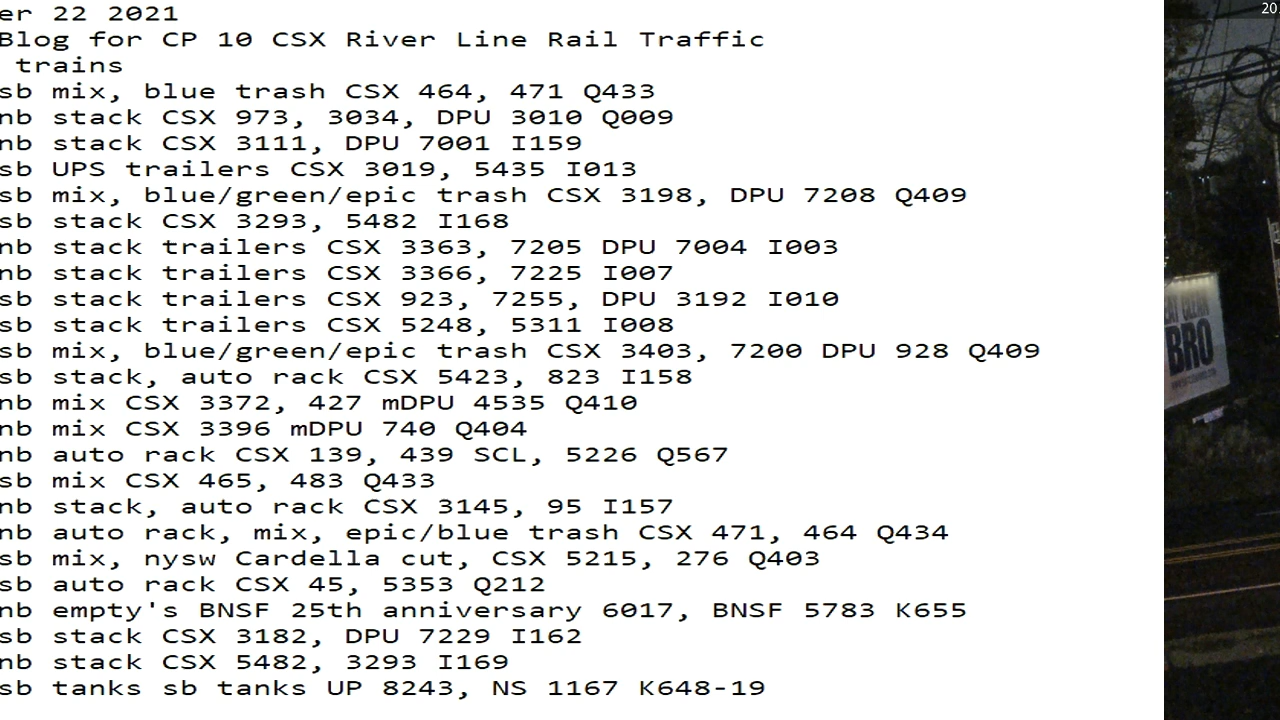 er 22 2021
Blog for CP 10 CSX River Line Rail Traffic
trains
sb mix, blue trash CSX 464, 471 Q433
nb stack CSX 973, 3034, DPU 3010 Q009
nb stack CSX 3111, DPU 7001 I159
sb UPS trailers CSX 3019, 5435 I013
sb mix, blue/green/epic trash CSX 3198, DPU 7208 Q409
sb stack CSX 3293, 5482 I168
nb stack trailers CSX 3363, 7205 DPU 7004 I003
nb stack trailers CSX 3366, 7225 I007
sb stack trailers CSX 923, 7255, DPU 3192 I010
sb stack trailers CSX 5248, 5311 I008
sb mix, blue/green/epic trash CSX 3403, 7200 DPU 928 Q409
sb stack, auto rack CSX 5423, 823 I158
nb mix CSX 3372, 427 mDPU 4535 Q410
nb mix CSX 3396 mDPU 740 Q404
nb auto rack CSX 139, 439 SCL, 5226 Q567
sb mix CSX 465, 483 Q433
nb stack, auto rack CSX 3145, 95 I157
nb auto rack, mix, epic/blue trash CSX 471, 464 Q434
sb mix, nysw Cardella cut, CSX 5215, 276 Q403
sb auto rack CSX 45, 5353 Q212
nb empty's BNSF 25th anniversary 6017, BNSF 5783 K655
sb stack CSX 3182, DPU 7229 I162
nb stack CSX 5482, 3293 I169
sb tanks sb tanks UP 8243, NS 1167 K648-19
20
BRO